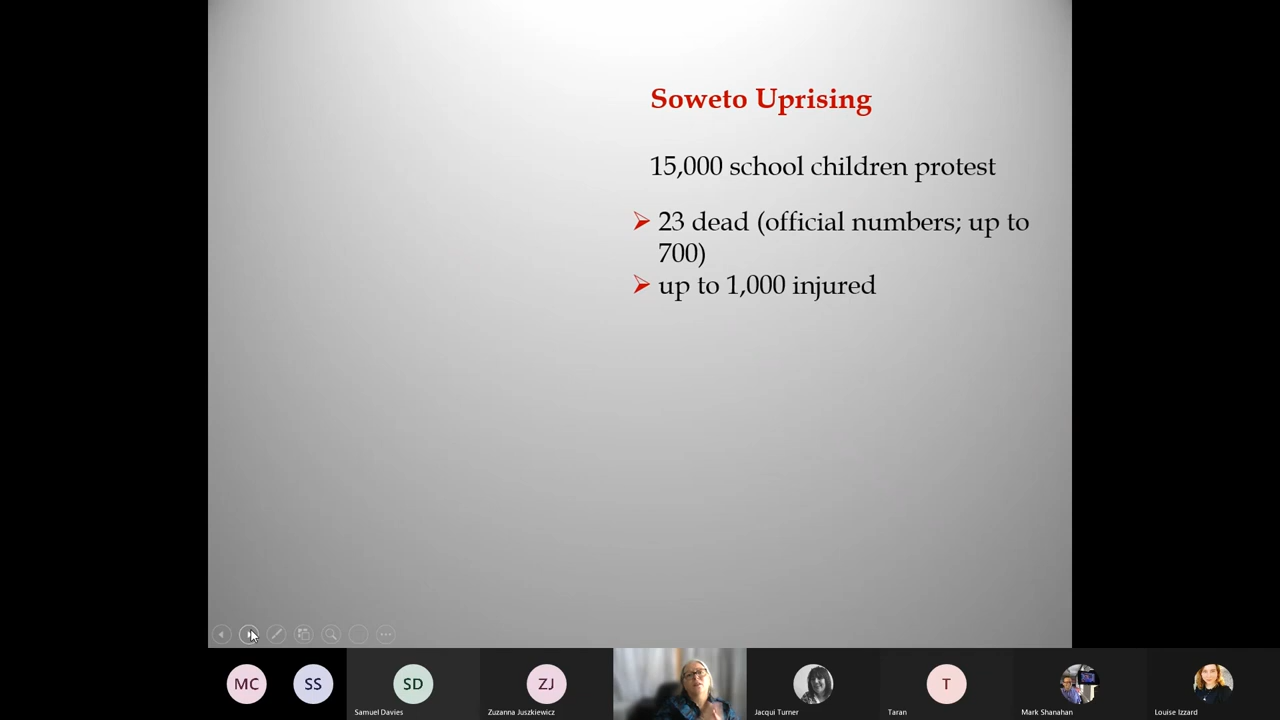 Soweto Uprising
15,000 school children protest
23 dead (official numbers; up to
700)
up to 1,000 injured
MC
SS
SD
ZJ
T
Samuel Davies
Zuzanna Juszkiewicz
Jacqui Turner
Taran
Mark Shanahan
Louise Izzard